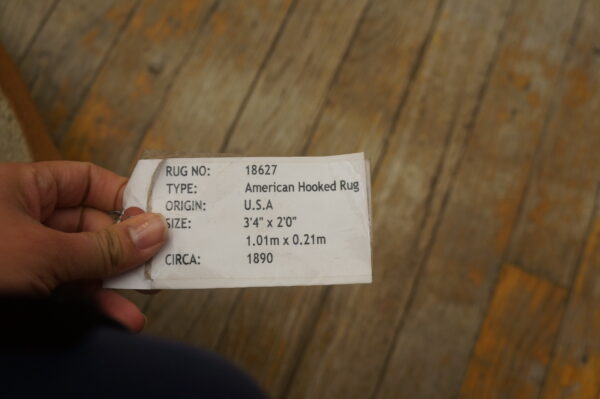 RUG NO: 18627
TYPE: American Hooked Rug
ORIGIN: U.S.A
SIZE: 3'4" x 2'0"
1.01m x 0.21m
CIRCA: 1890